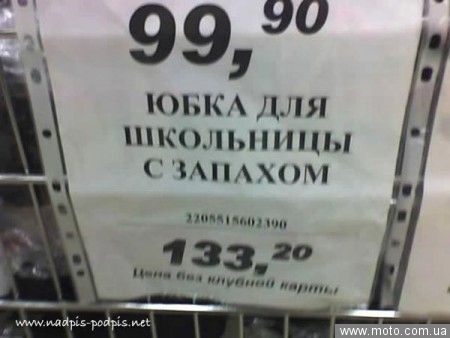 99,90
ЮБКА ДЛЯ
ШКОЛЬНИЦЫ
С ЗАПАХОМ
2205515602390
133,20
Цена без клубной карты
www.nadpis-podpis.net
www.moto.com.ua